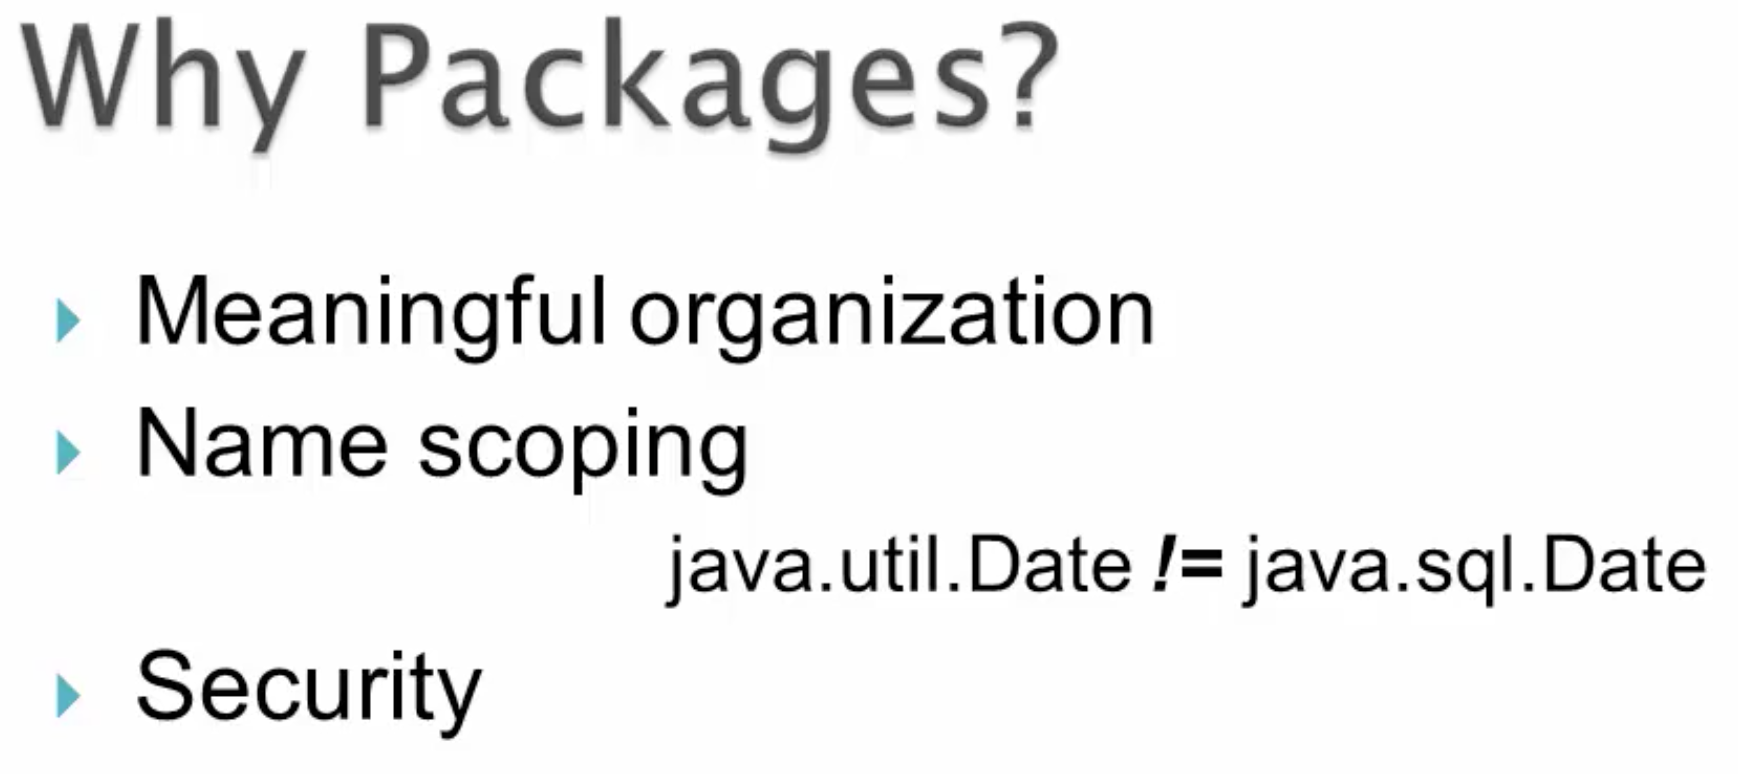 Why Packages?
Meaningful organization
Name scoping
java.util.Date != java.sql.Date
Security